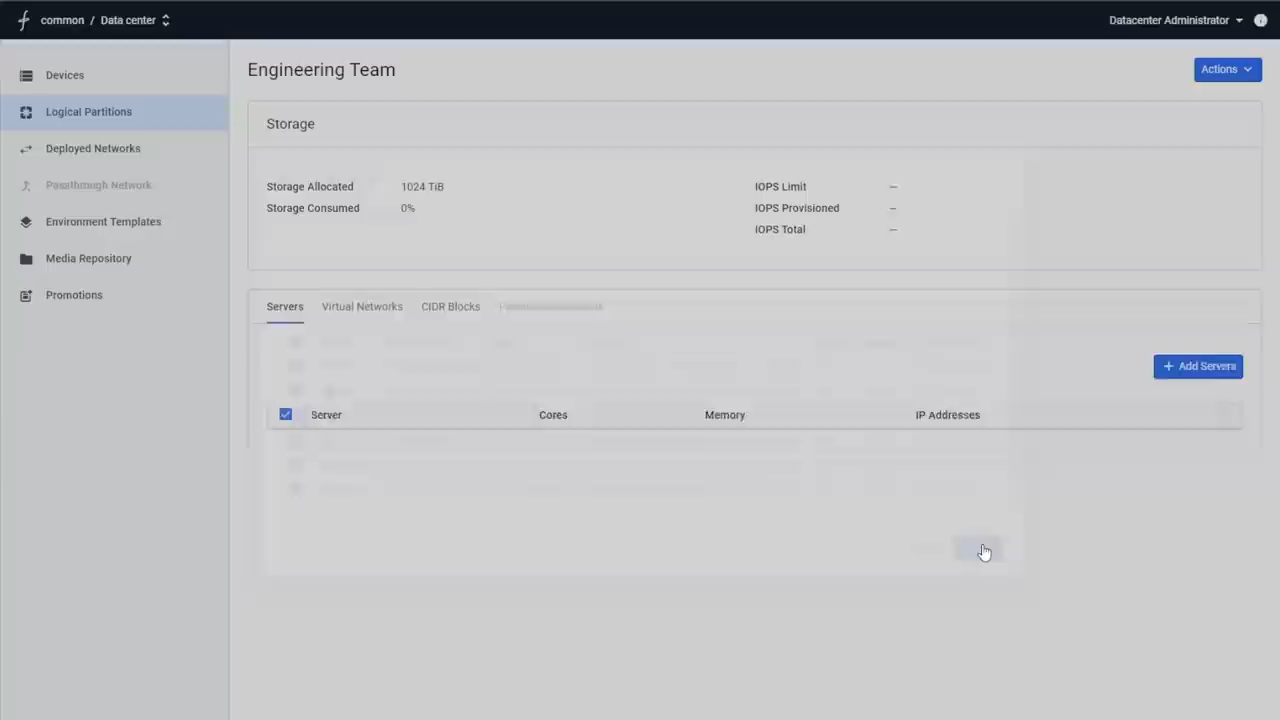 common / Data center
Datacenter Administrator
Devices
Logical Partitions
Deployed Networks
Passthrough Network
Environment Templates
Media Repository
Promotions
Engineering Team
Actions
Storage
Storage Allocated 1024 TiB
Storage Consumed 0%
IOPS Limit —
IOPS Provisioned —
IOPS Total —
Servers Virtual Networks CIDR Blocks
+ Add Servers
Server Cores Memory IP Addresses